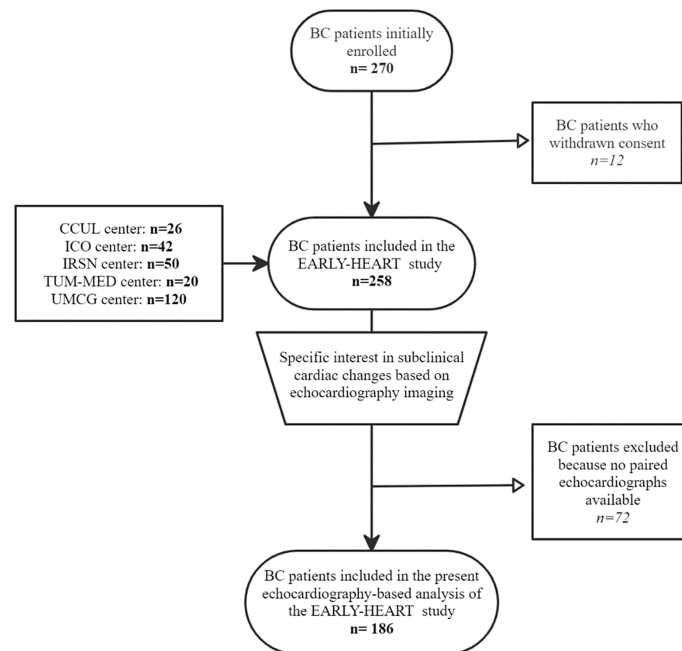 BC patients initially
enrolled
n= 270
BC patients who
withdrawn consent
n=12
CCUL center: n=26
ICO center: n=42
IRSN center: n=50
TUM-MED center: n=20
UMCG center: n=120
BC patients included in the
EARLY-HEART study
n=258
Specific interest in subclinical
cardiac changes based on
echocardiography imaging
BC patients excluded
because no paired
echocardiographs
available
n=72
BC patients included in the present
echocardiography-based analysis of
the EARLY-HEART study
n= 186